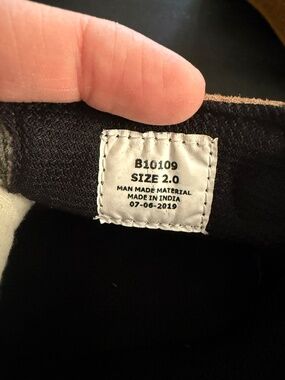 B10109
SIZE 2.0
MAN MADE MATERIAL
MADE IN INDIA
07-06-2019